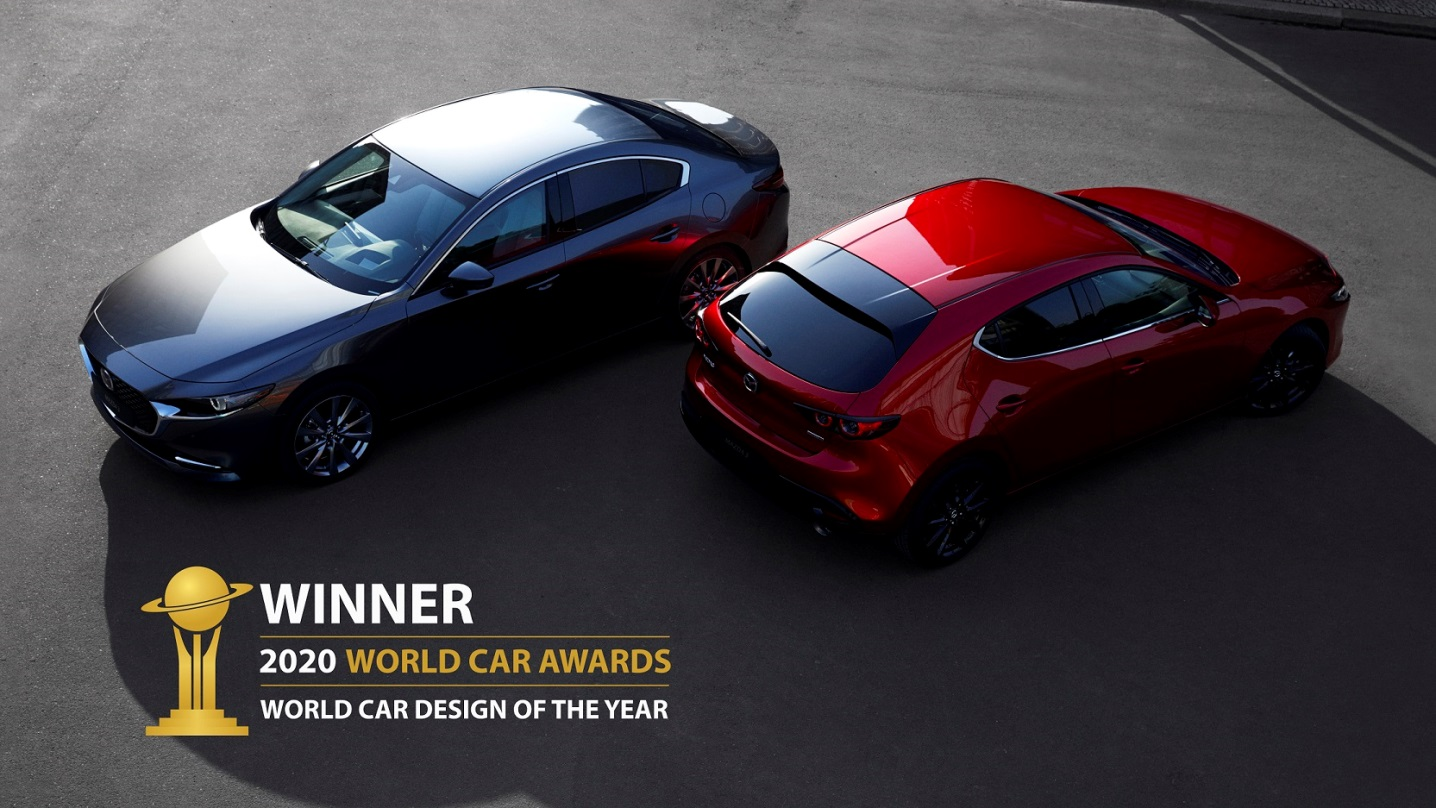 WINNER
2020 WORLD CAR AWARDS
WORLD CAR DESIGN OF THE YEAR